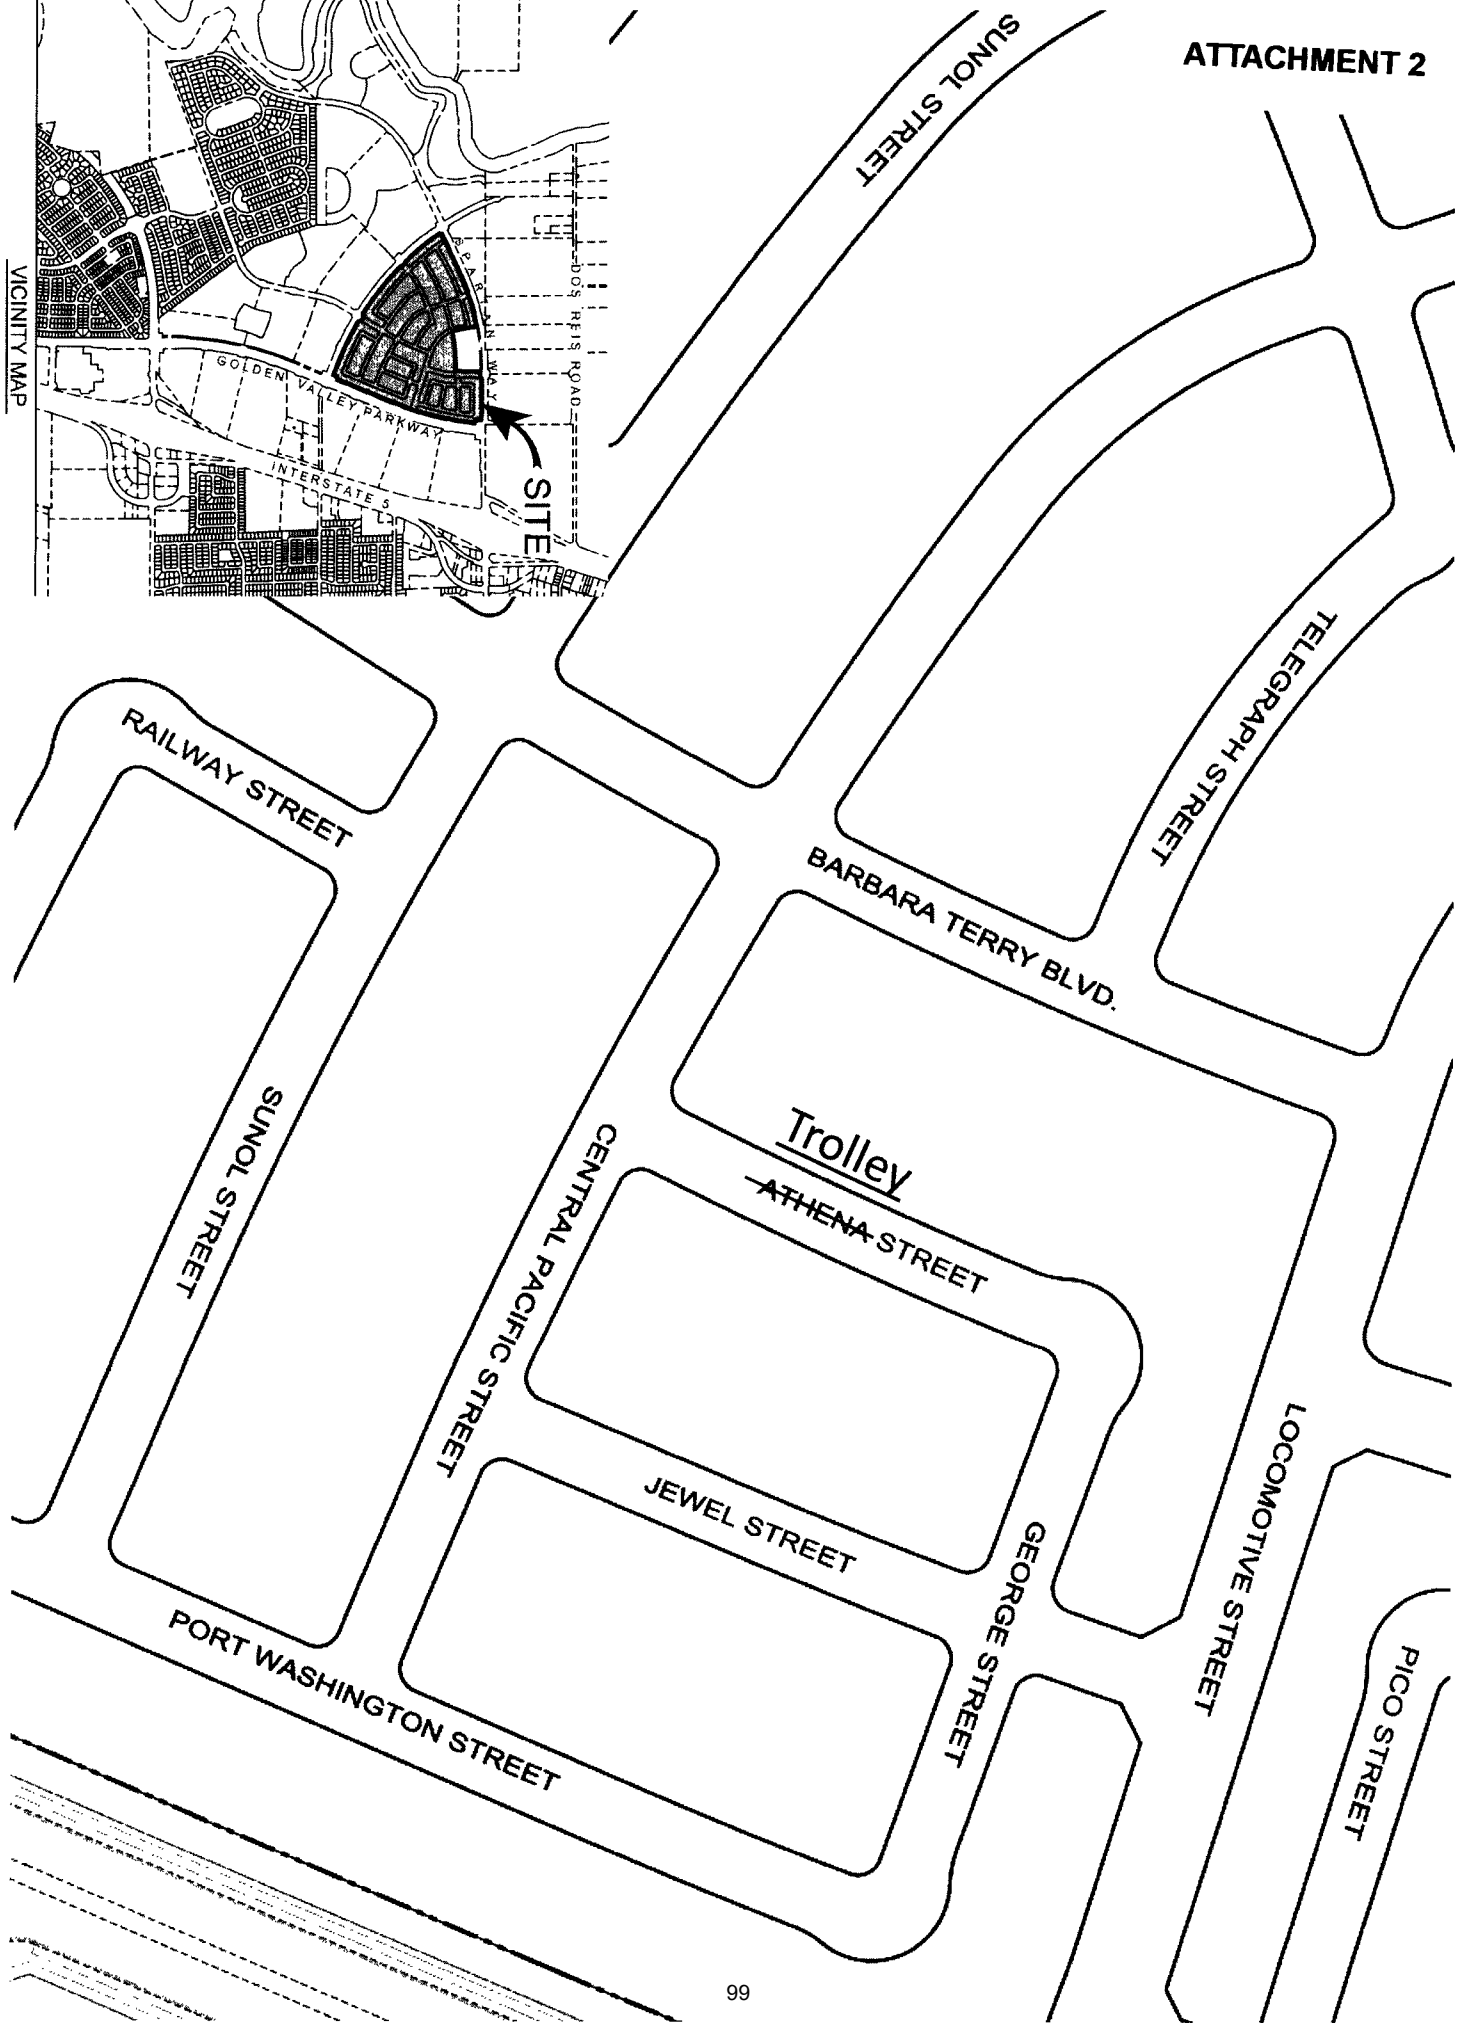 ATTACHMENT 2
SUNOL STREET
DOS REIS ROAD
SPARTAN WAY
GOLDEN VALLEY PARKWAY
INTERSTATE 5
SITE
VICINITY MAP
TELEGRAPH STREET
RAILWAY STREET
BARBARA TERRY BLVD.
SUNOL STREET
CENTRAL PACIFIC STREET
Trolley
ATHENA STREET
JEWEL STREET
GEORGE STREET
LOCOMOTIVE STREET
PICO STREET
PORT WASHINGTON STREET
99